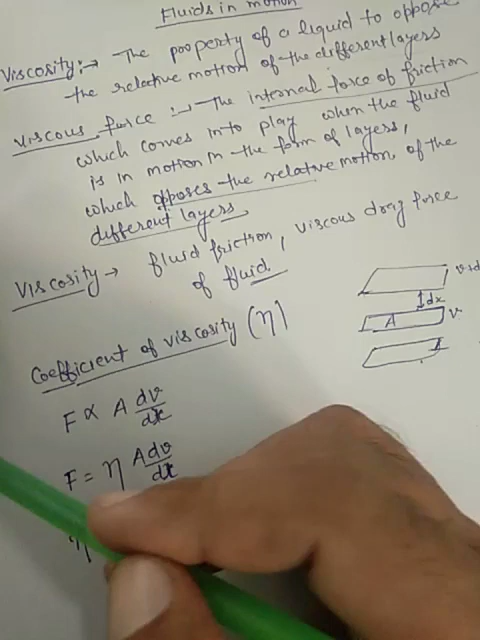 Fluids in motion
Viscosity:→ The property of a liquid to oppose
the relative motion of the different layers
Viscous force:→ The internal force of friction
which comes into play when the fluid
is in motion in the form of layers,
which opposes the relative motion of the
different layers
Viscosity→ fluid friction, viscous drag force
of fluid
v+d
dx
A
v
Coefficient of viscosity (η)
F ∝ A dv/dx
F = η A dv/dx
η